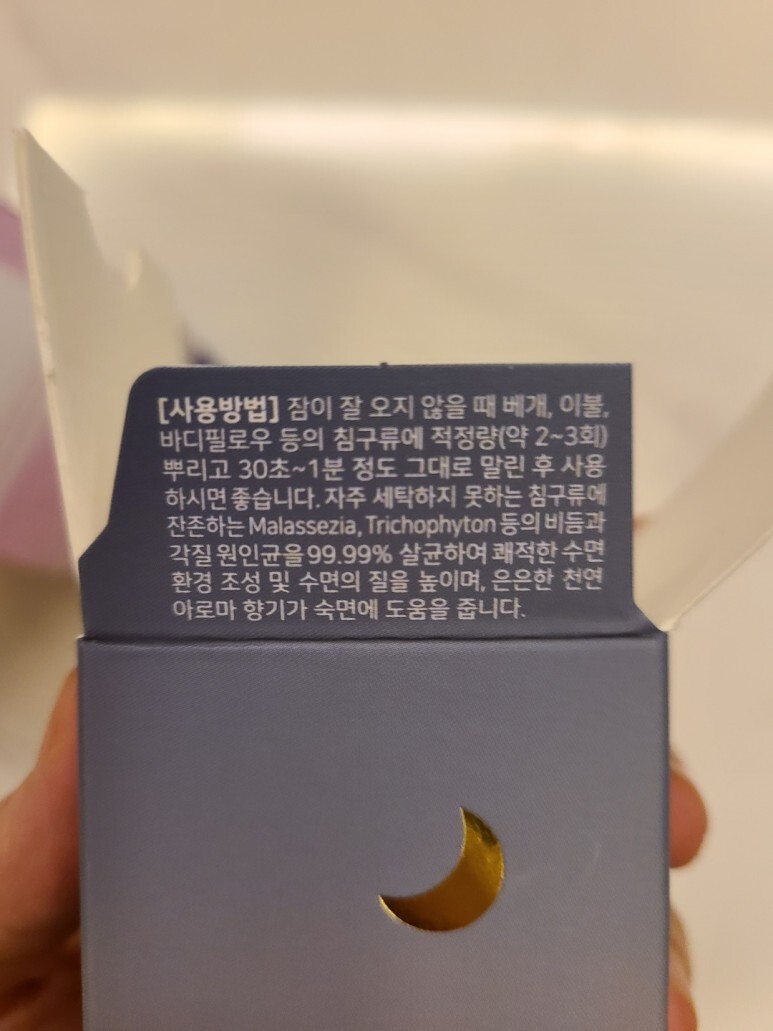 [사용방법] 잠이 잘 오지 않을 때 베개, 이불,
바디필로우 등의 침구류에 적정량(약 2~3회)
뿌리고 30초~1분 정도 그대로 말린 후 사용
하시면 좋습니다. 자주 세탁하지 못하는 침구류에
잔존하는 Malassezia, Trichophyton 등의 비듬과
각질 원인균을 99.99% 살균하여 쾌적한 수면
환경 조성 및 수면의 질을 높이며, 은은한 천연
아로마 향기가 숙면에 도움을 줍니다.